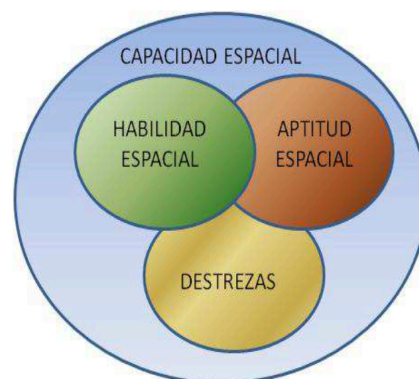 CAPACIDAD ESPACIAL
HABILIDAD
ESPACIAL
APTITUD
ESPACIAL
DESTREZAS